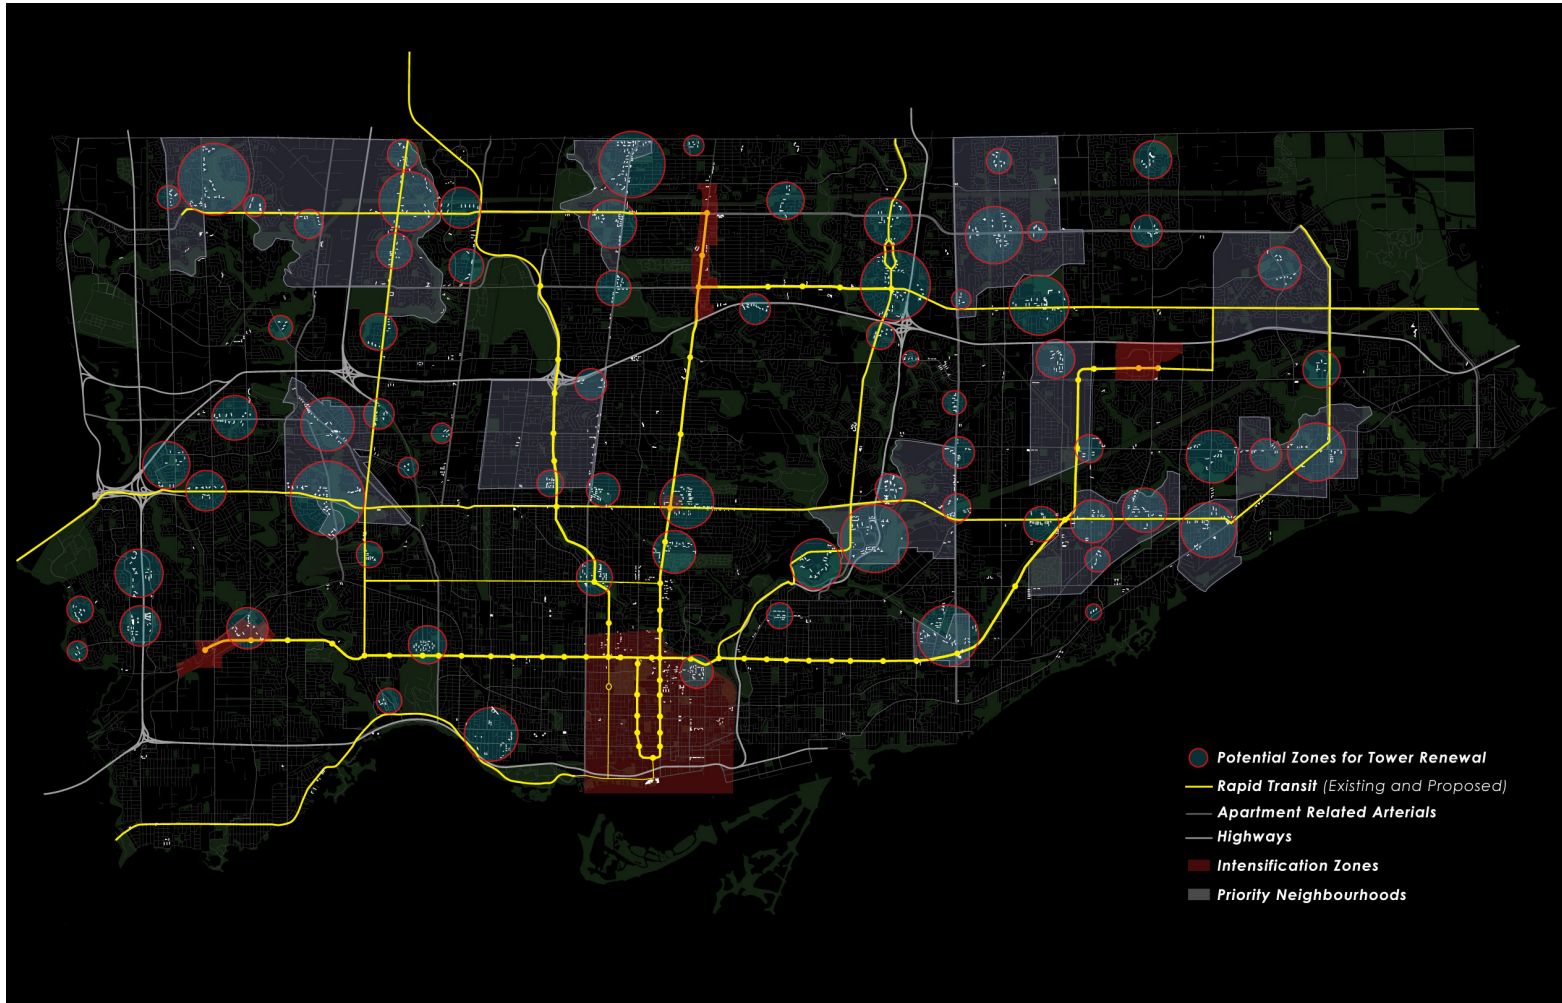 Potential Zones for Tower Renewal
Rapid Transit (Existing and Proposed)
Apartment Related Arterials
Highways
Intensification Zones
Priority Neighbourhoods